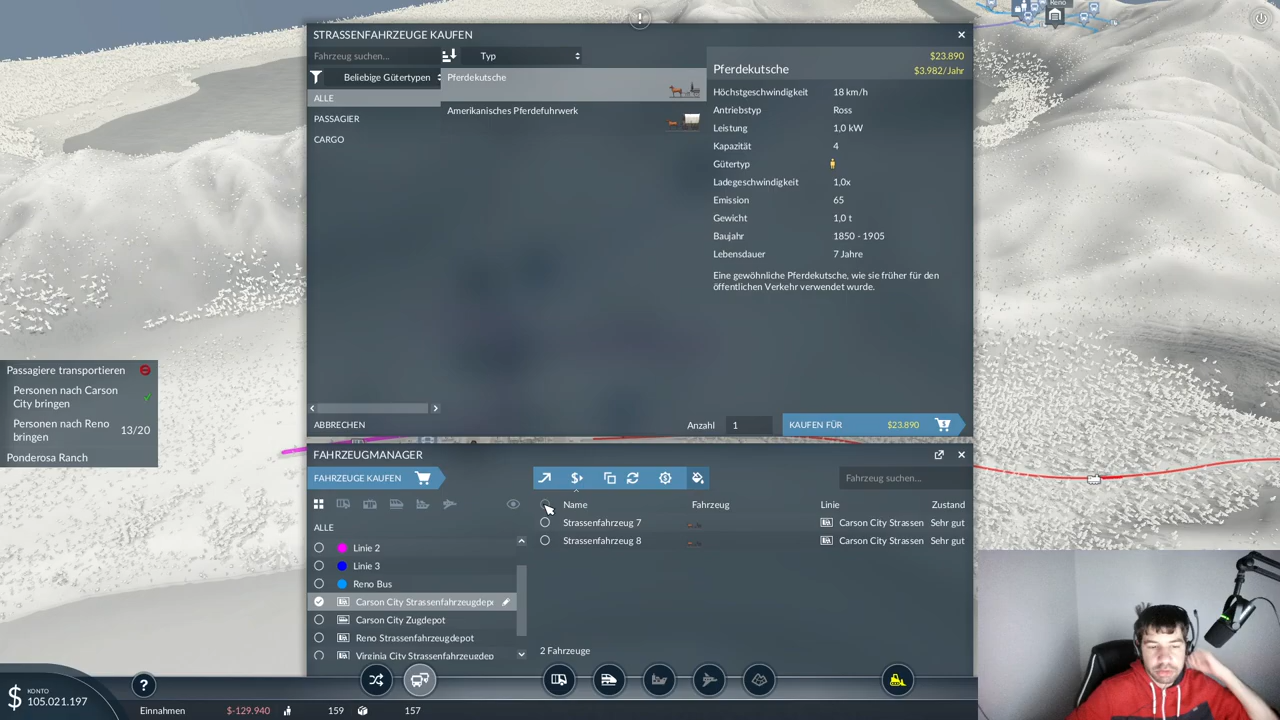 Reno
STRASSENFAHRZEUGE KAUFEN
Fahrzeug suchen...
Typ
Beliebige Gütertypen
ALLE
PASSAGIER
CARGO
Pferdekutsche
Amerikanisches Pferdefuhrwerk
$23.890
Pferdekutsche
$3.982/Jahr
Höchstgeschwindigkeit 18 km/h
Antriebstyp Ross
Leistung 1,0 kW
Kapazität 4
Gütertyp
Ladegeschwindigkeit 1,0x
Emission 65
Gewicht 1,0 t
Baujahr 1850 - 1905
Lebensdauer 7 Jahre
Eine gewöhnliche Pferdekutsche, wie sie früher für den
öffentlichen Verkehr verwendet wurde.
ABBRECHEN
Anzahl 1
KAUFEN FÜR $23.890
Passagiere transportieren
Personen nach Carson
City bringen
Personen nach Reno
bringen 13/20
Ponderosa Ranch
FAHRZEUGMANAGER
FAHRZEUGE KAUFEN
Fahrzeug suchen...
ALLE
Linie 2
Linie 3
Reno Bus
Carson City Strassenfahrzeugdepo
Carson City Zugdepot
Reno Strassenfahrzeugdepot
Virginia City Strassenfahrzeugdep
Name Fahrzeug Linie Zustand
Strassenfahrzeug 7 Carson City Strassen Sehr gut
Strassenfahrzeug 8 Carson City Strassen Sehr gut
2 Fahrzeuge
$ KONTO
105.021.197
?
Einnahmen $-129.940 159 157